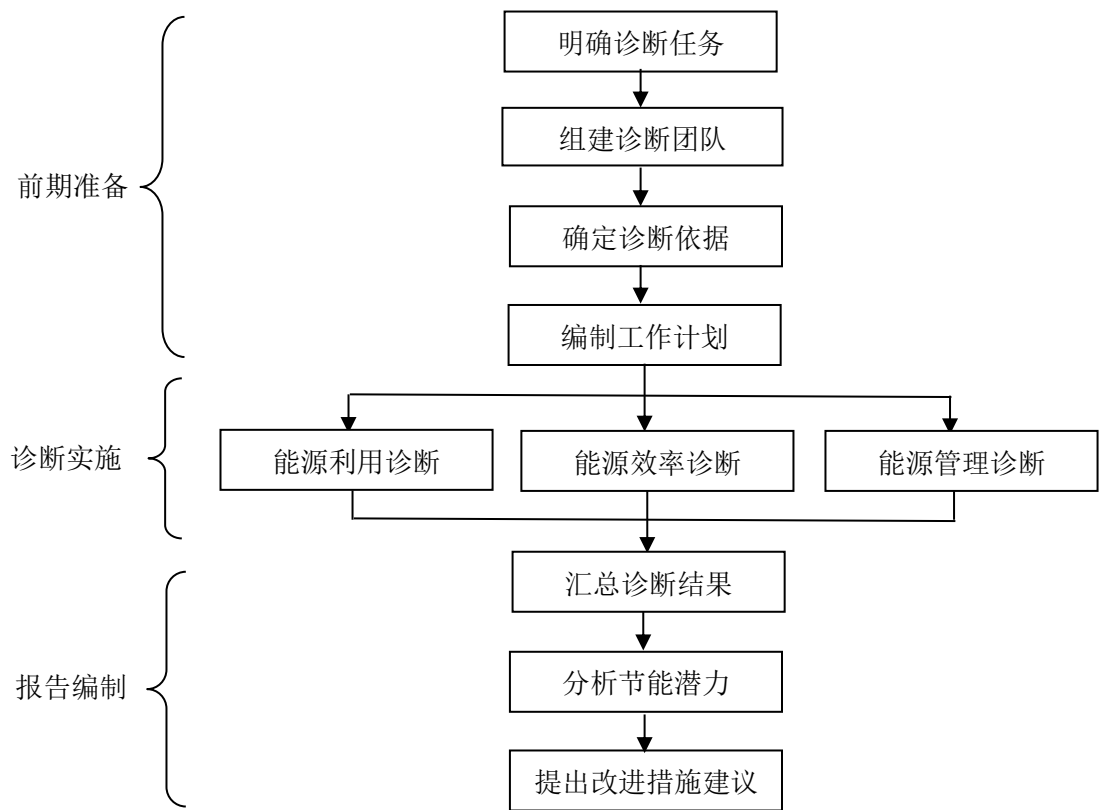 明确诊断任务
组建诊断团队
前期准备
确定诊断依据
编制工作计划
诊断实施
能源利用诊断
能源效率诊断
能源管理诊断
汇总诊断结果
报告编制
分析节能潜力
提出改进措施建议